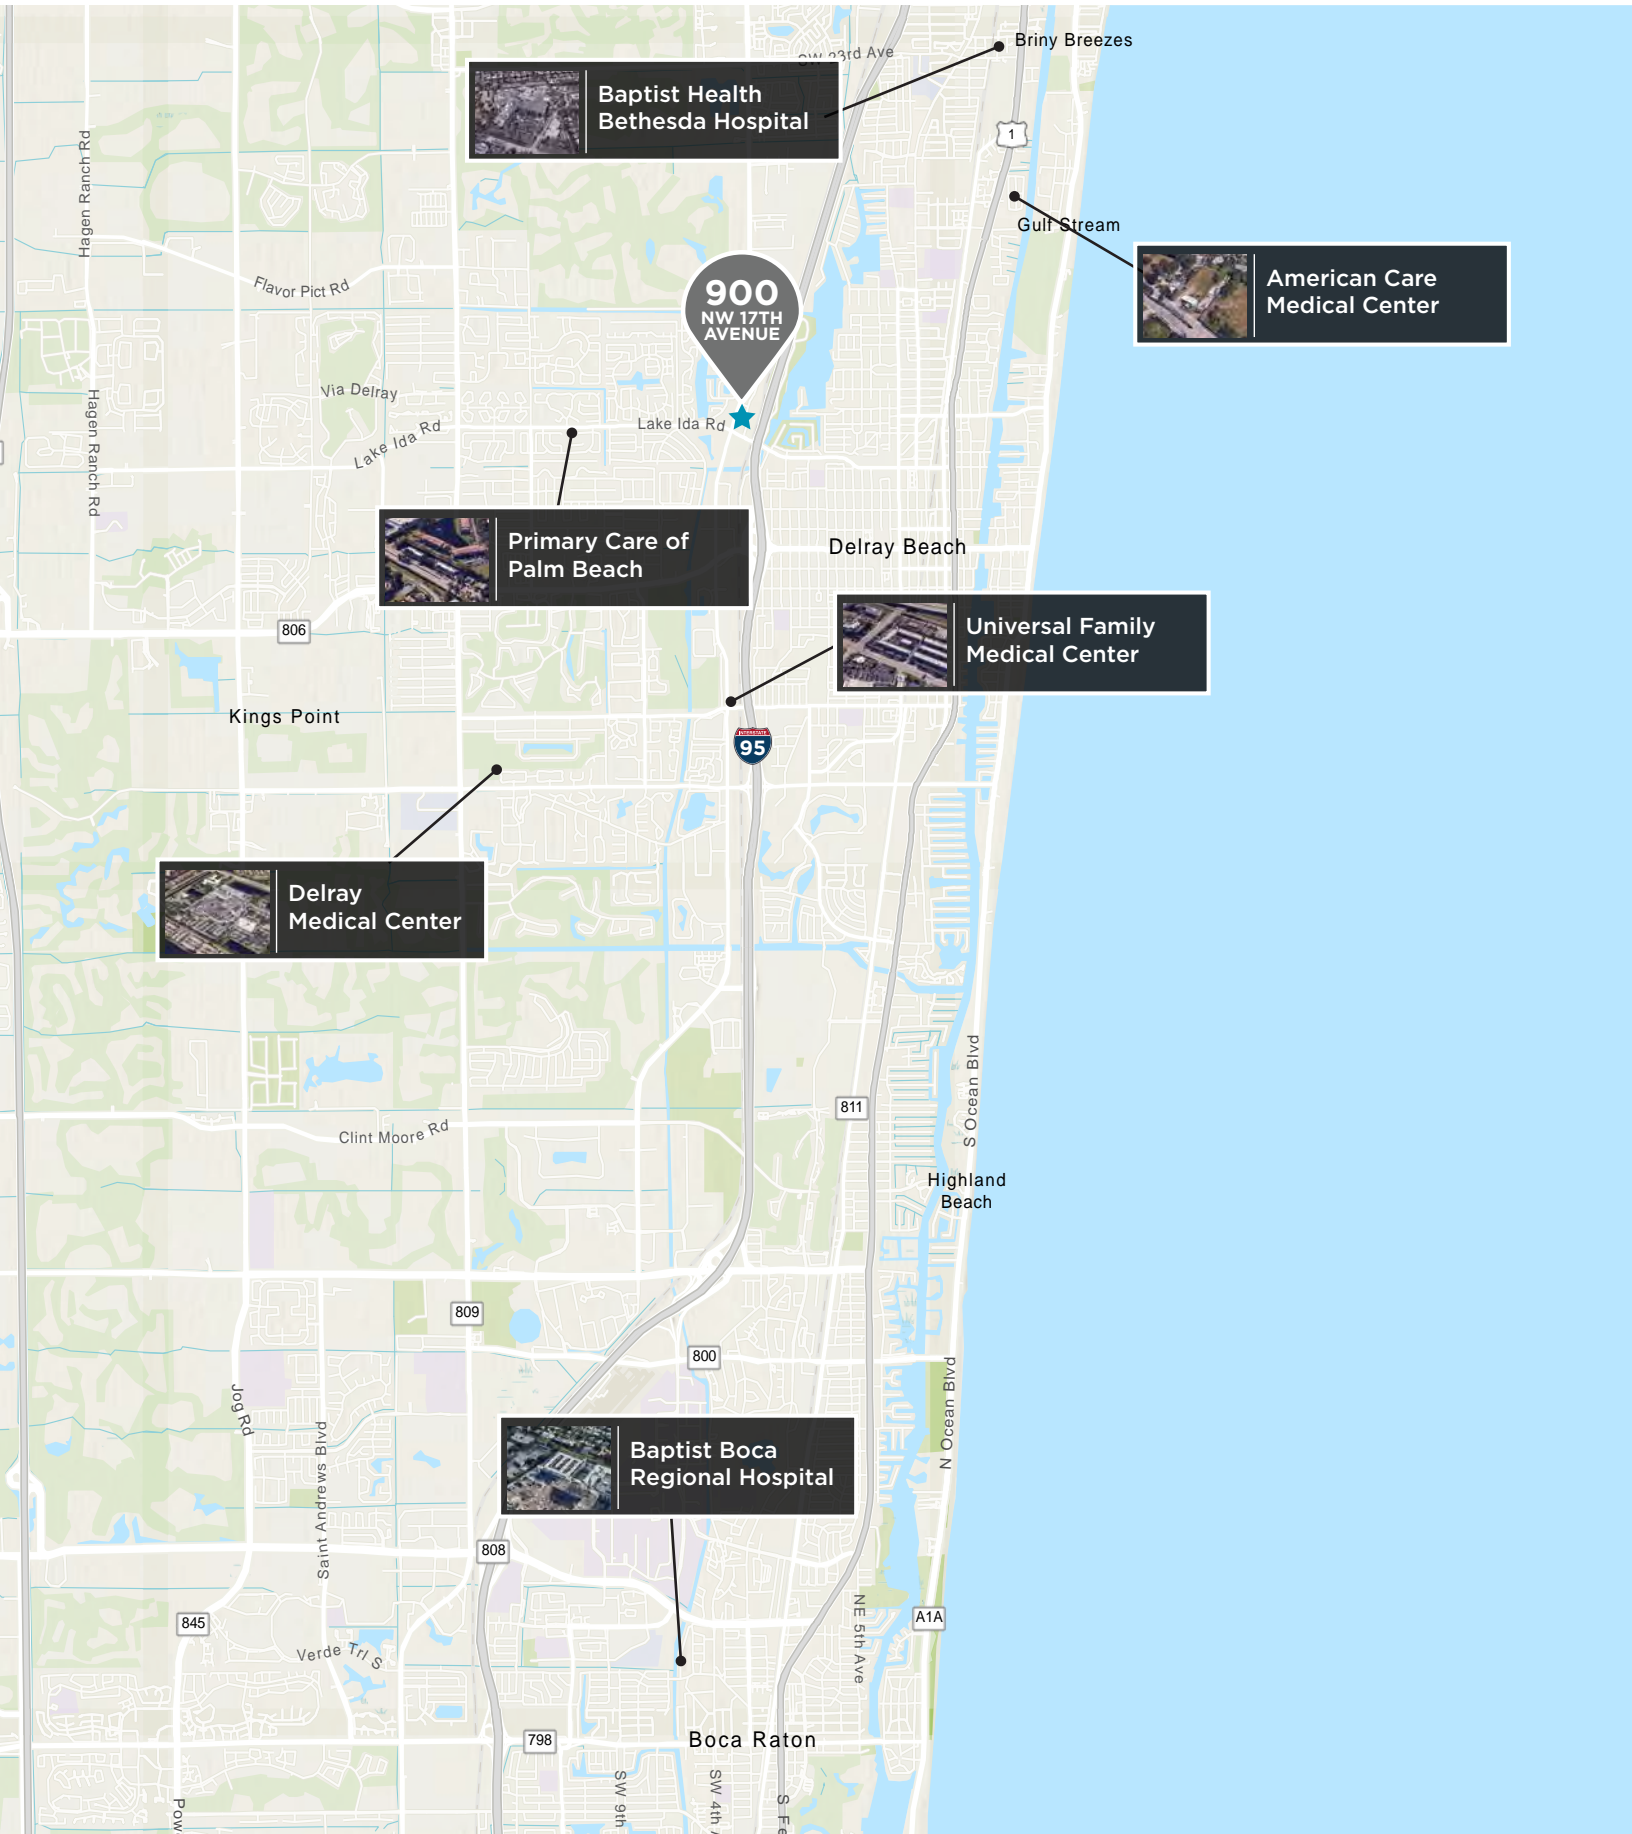 Briny Breezes
SW 23rd Ave
Baptist Health
Bethesda Hospital
1
Hagen Ranch Rd
Gulf Stream
American Care
Medical Center
Flavor Pict Rd
900
NW 17TH
AVENUE
Via Delray
Hagen Ranch Rd
Lake Ida Rd
Lake Ida Rd
Primary Care of
Palm Beach
Delray Beach
806
Universal Family
Medical Center
Kings Point
INTERSTATE
95
Delray
Medical Center
S Ocean Blvd
811
Clint Moore Rd
Highland
Beach
809
800
Jog Rd
N Ocean Blvd
Saint Andrews Blvd
Baptist Boca
Regional Hospital
808
845
NE 5th Ave
A1A
Verde Trl S
798
Boca Raton
SW 9th
SW 4th
S Fe
Pow